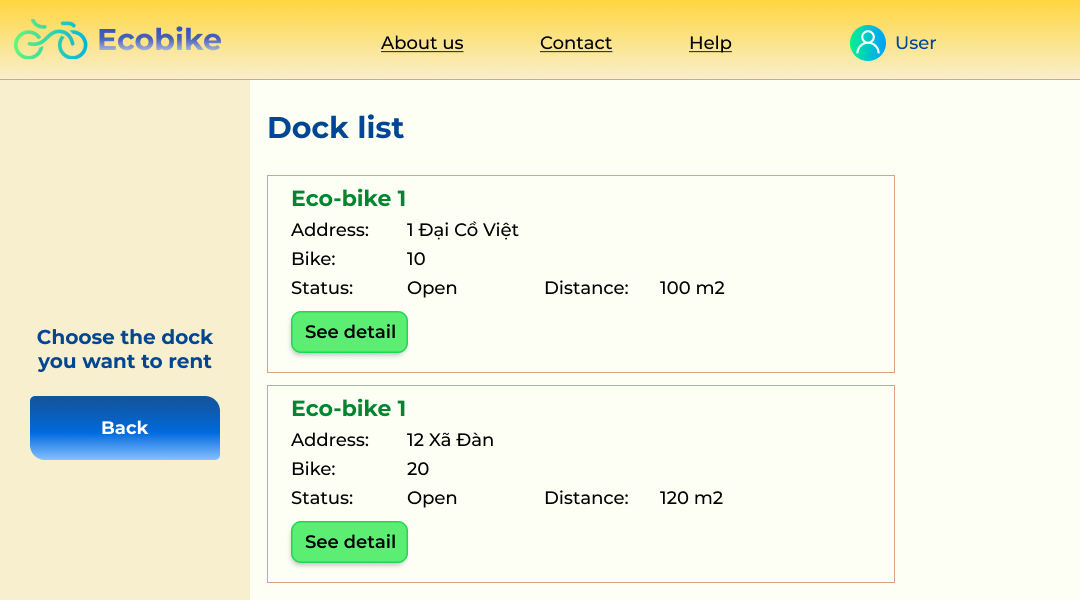 Ecobike
About us Contact Help User
Dock list
Eco-bike 1
Address: 1 Đại Cồ Việt
Bike: 10
Status: Open Distance: 100 m2
See detail
Choose the dock
you want to rent
Back
Eco-bike 1
Address: 12 Xã Đàn
Bike: 20
Status: Open Distance: 120 m2
See detail